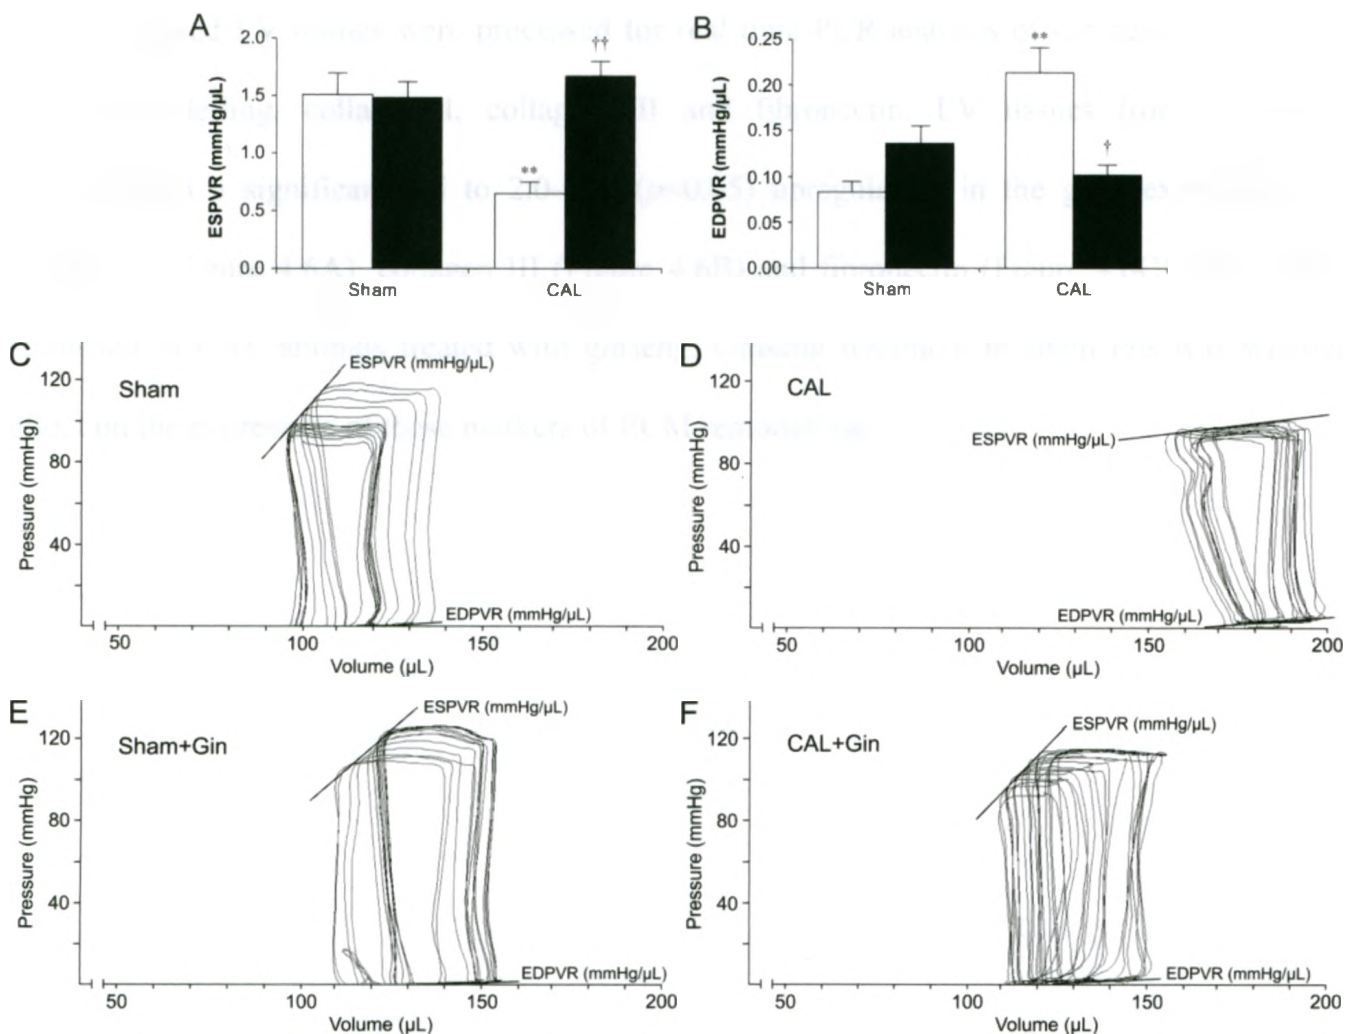 A
ESPVR (mmHg/µL)
2.0
1.5
1.0
0.5
0.0
**
††
Sham
CAL
B
EDPVR (mmHg/µL)
0.25
0.20
0.15
0.10
0.05
0.00
**
†
Sham
CAL
C
Sham
ESPVR (mmHg/µL)
Pressure (mmHg)
120
80
40
EDPVR (mmHg/µL)
50
100
150
200
Volume (µL)
D
CAL
ESPVR (mmHg/µL)
Pressure (mmHg)
120
80
40
EDPVR (mmHg/µL)
50
100
150
200
Volume (µL)
E
Sham+Gin
ESPVR (mmHg/µL)
Pressure (mmHg)
120
80
40
EDPVR (mmHg/µL)
50
100
150
200
Volume (µL)
F
CAL+Gin
ESPVR (mmHg/µL)
Pressure (mmHg)
120
80
40
EDPVR (mmHg/µL)
50
100
150
200
Volume (µL)